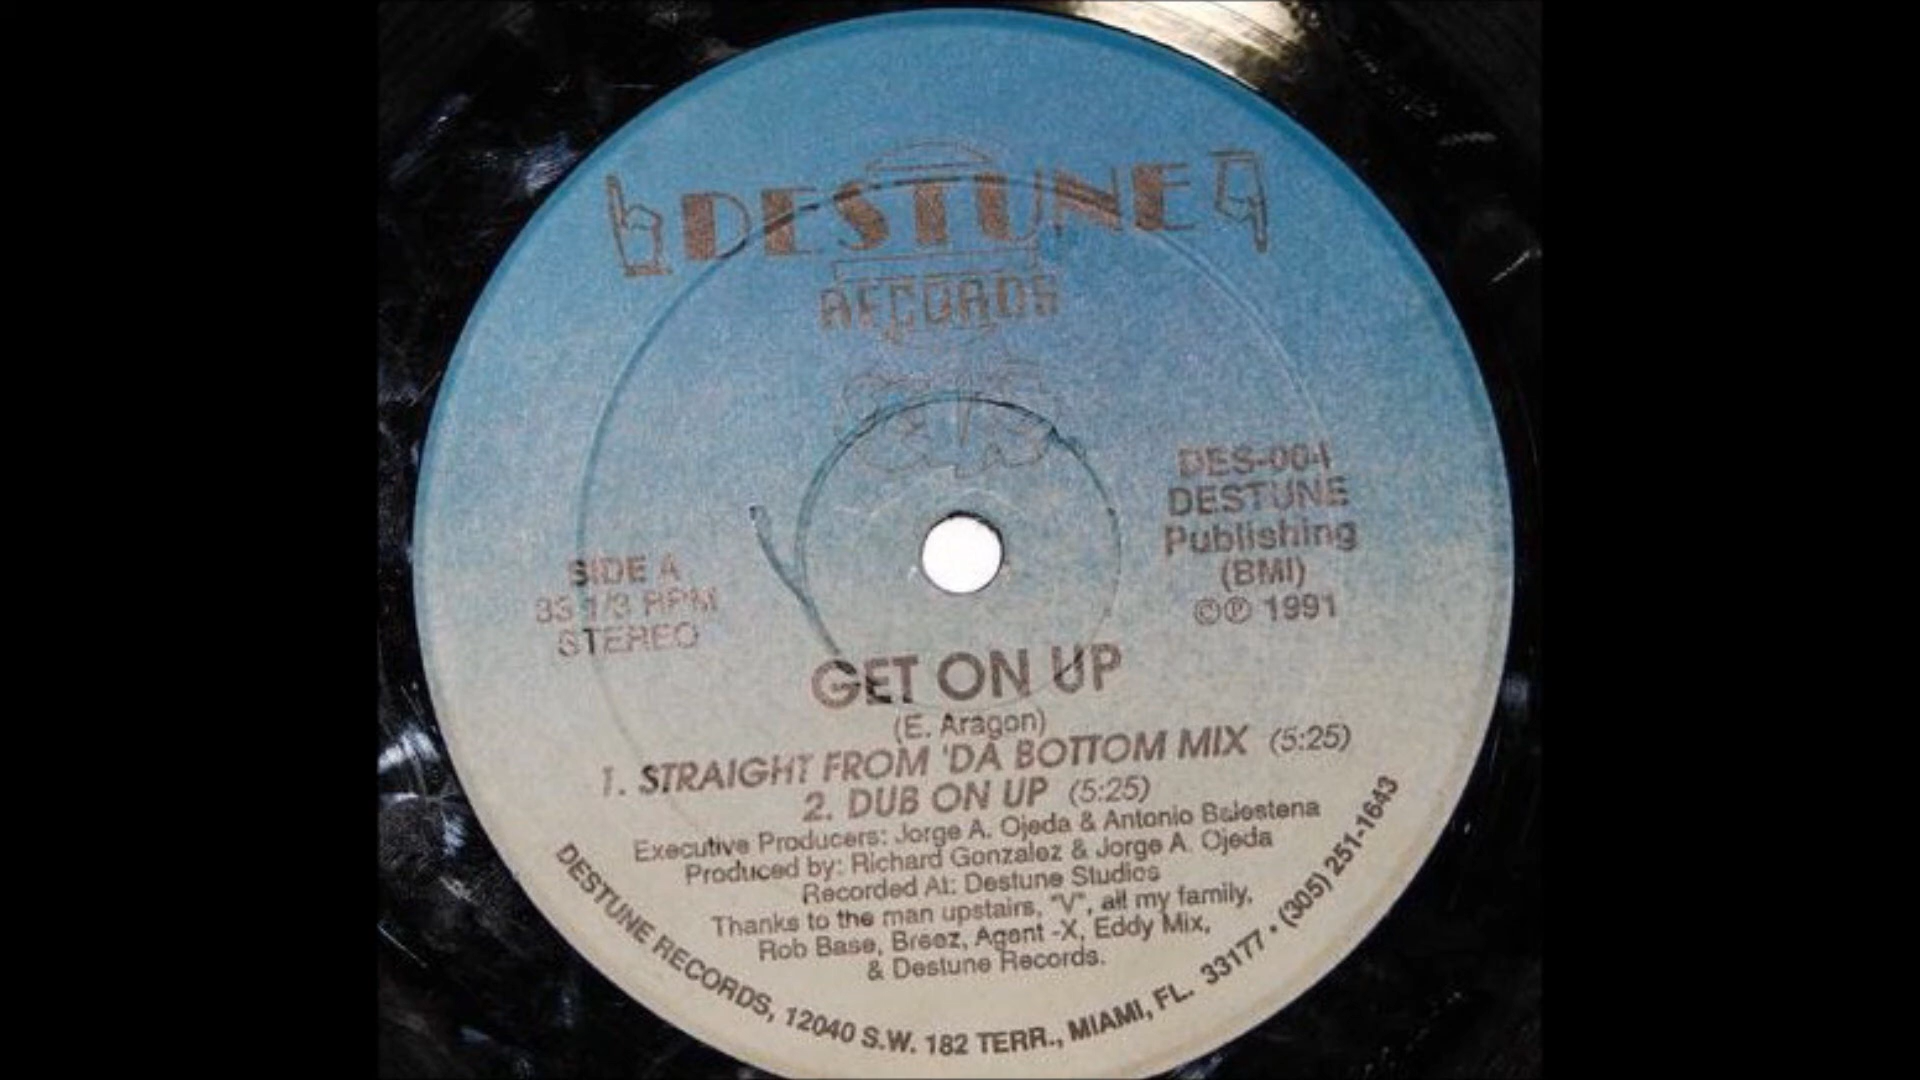 DESTUNE
RECORDS
DES-004
DESTUNE
Publishing
(BMI)
©℗ 1991
SIDE A
33 1/3 RPM
STEREO
GET ON UP
(E. Aragon)
1. STRAIGHT FROM 'DA BOTTOM MIX (5:25)
2. DUB ON UP (5:25)
Executive Producers: Jorge A. Ojeda & Antonio Balestena
Produced by: Richard Gonzalez & Jorge A. Ojeda
Recorded At: Destune Studios
Thanks to the man upstairs, "V", all my family,
Rob Base, Breez, Agent -X, Eddy Mix,
& Destune Records.
DESTUNE RECORDS, 12040 S.W. 182 TERR., MIAMI, FL. 33177 • (305) 251-1643